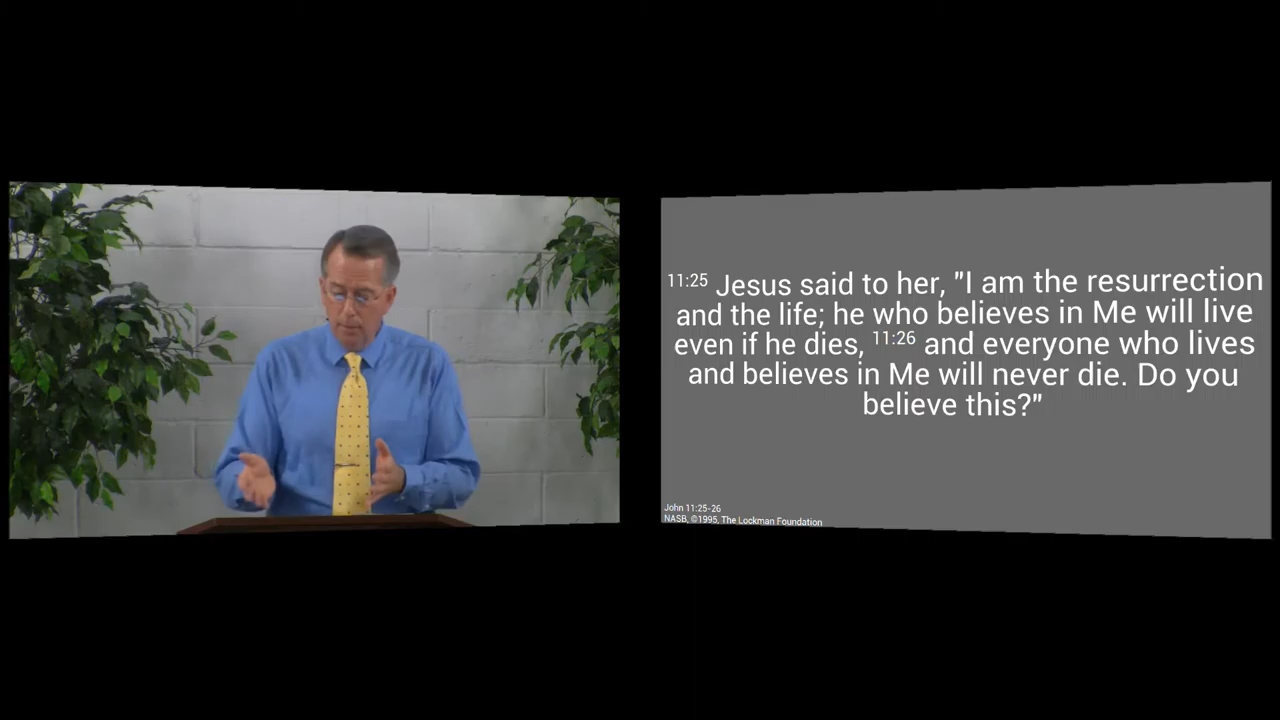 11:25 Jesus said to her, "I am the resurrection
and the life; he who believes in Me will live
even if he dies, 11:26 and everyone who lives
and believes in Me will never die. Do you
believe this?"
John 11:25-26
NASB, ©1995, The Lockman Foundation